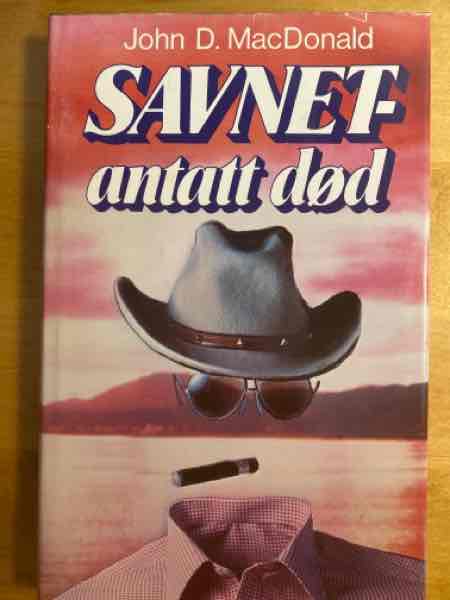 John D. MacDonald
SAVNET-
antatt død